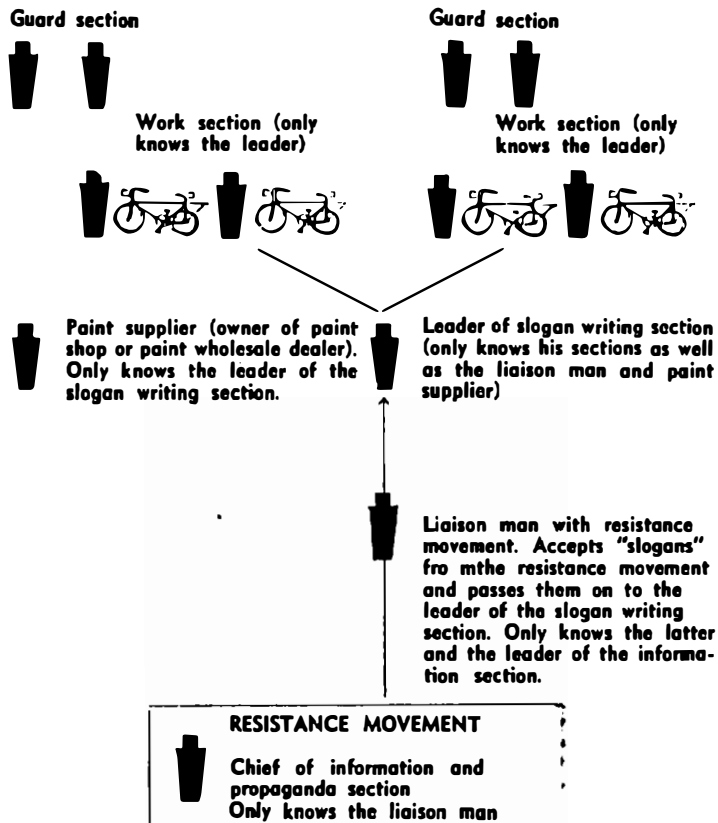 Guard section
Guard section
Work section (only
knows the leader)
Work section (only
knows the leader)
Paint supplier (owner of paint
shop or paint wholesale dealer).
Only knows the leader of the
slogan writing section.
Leader of slogan writing section
(only knows his sections as well
as the liaison man and paint
supplier)
Liaison man with resistance
movement. Accepts "slogans"
fro mthe resistance movement
and passes them on to the
leader of the slogan writing
section. Only knows the latter
and the leader of the informa-
tion section.
RESISTANCE MOVEMENT
Chief of information and
propaganda section
Only knows the liaison man